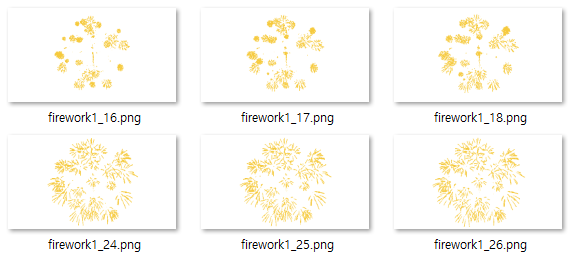 firework1_16.png
firework1_17.png
firework1_18.png
firework1_24.png
firework1_25.png
firework1_26.png